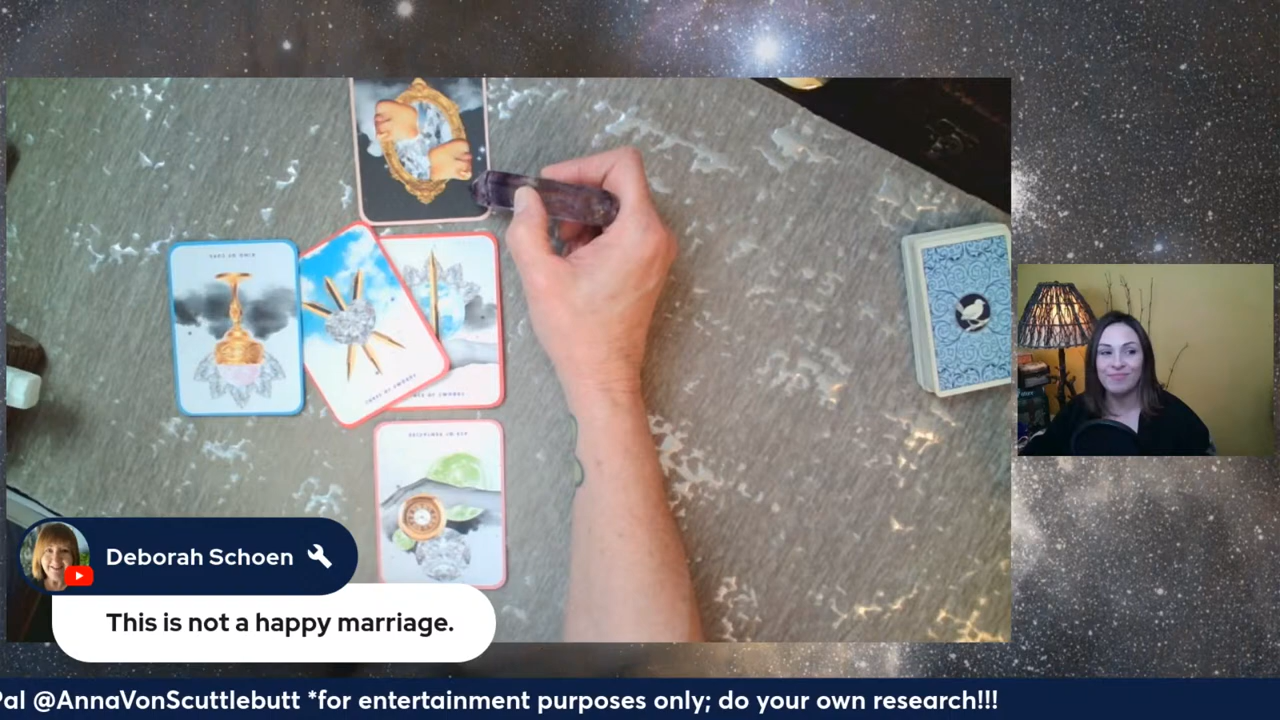 Deborah Schoen
This is not a happy marriage.
Pal @AnnaVonScuttlebutt *for entertainment purposes only; do your own research!!!